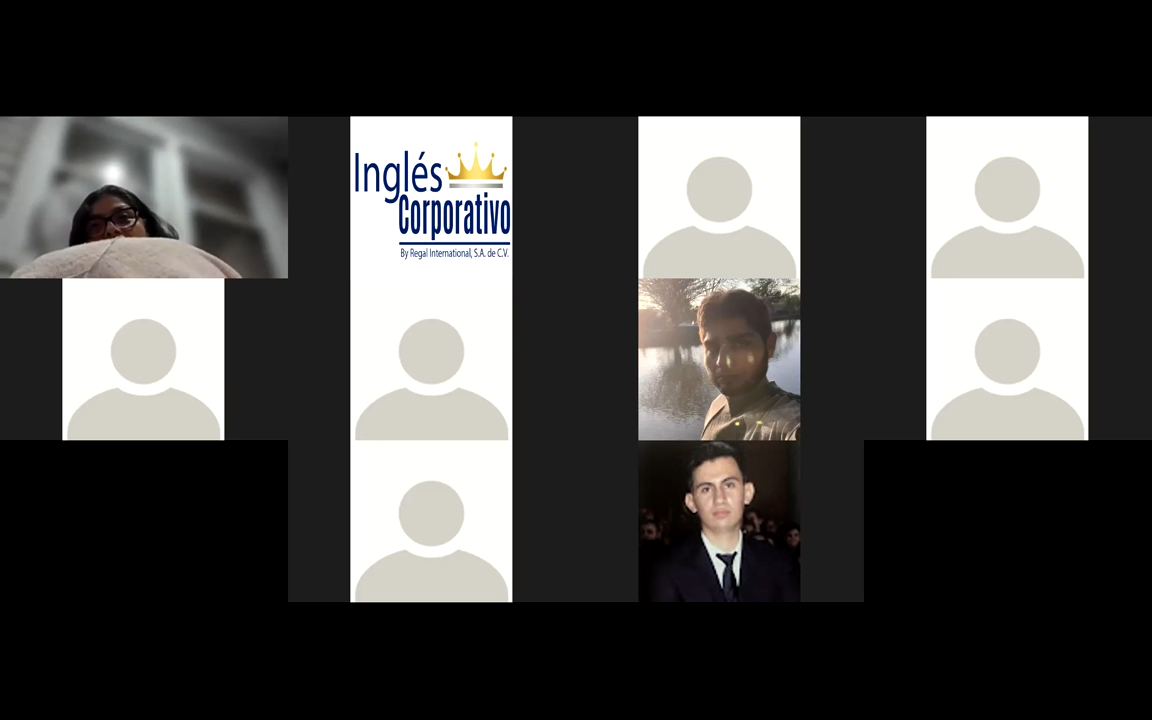 Inglés
Corporativo
By Regal International, S.A. de C.V.